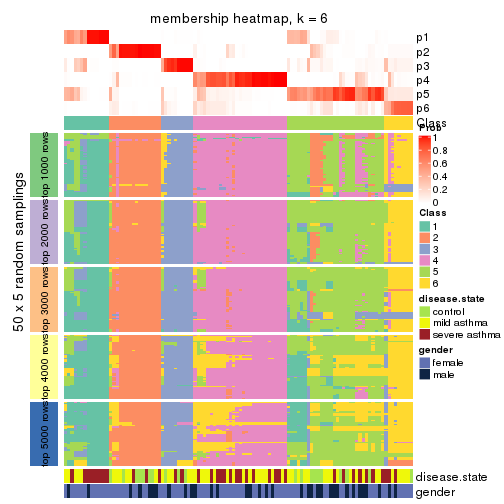 membership heatmap, k = 6
p1
p2
p3
p4
p5
p6
Class
Prob
1
0.8
0.6
0.4
0.2
0
Class
1
2
3
4
5
6
disease.state
control
mild asthma
severe asthma
gender
female
male
50 x 5 random samplings
top 1000 rows
top 2000 rows
top 3000 rows
top 4000 rows
top 5000 rows
disease.state
gender